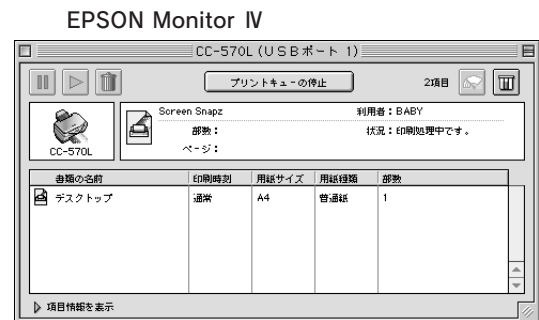 EPSON Monitor Ⅳ
CC-570L (USBポート 1)
プリントキューの停止
2項目
Screen Snapz
利用者：BABY
部数：
状況：印刷処理中です。
ページ：
CC-570L
書類の名前 印刷時刻 用紙サイズ 用紙種類 部数
デスクトップ 通常 A4 普通紙 1
項目情報を表示